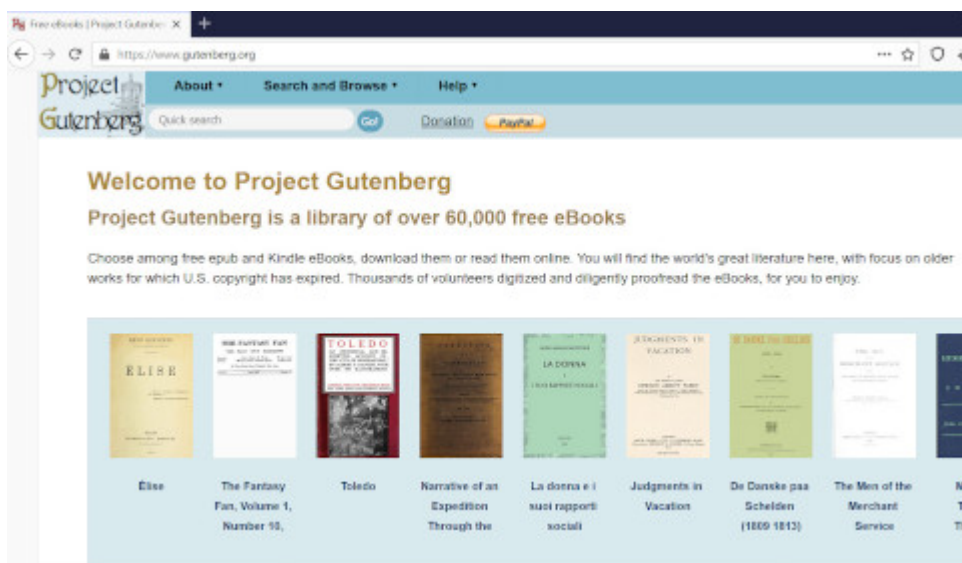 Free eBooks | Project Gutenber
https://www.gutenberg.org
Project
Gutenberg
About
Search and Browse
Help
Quick search
Go!
Donation
PayPal
Welcome to Project Gutenberg
Project Gutenberg is a library of over 60,000 free eBooks
Choose among free epub and Kindle eBooks, download them or read them online. You will find the world's great literature here, with focus on older
works for which U.S. copyright has expired. Thousands of volunteers digitized and diligently proofread the eBooks, for you to enjoy.
ELISE
THE FANTASY FAN
TOLEDO
LA DONNA
JUDGMENTS IN
VACATION
Élise
The Fantasy
Fan, Volume 1,
Number 10,
Toledo
Narrative of an
Expedition
Through the
La donna e i
suoi rapporti
sociali
Judgments in
Vacation
De Danske paa
Schelden
(1809 1813)
The Men of the
Merchant
Service